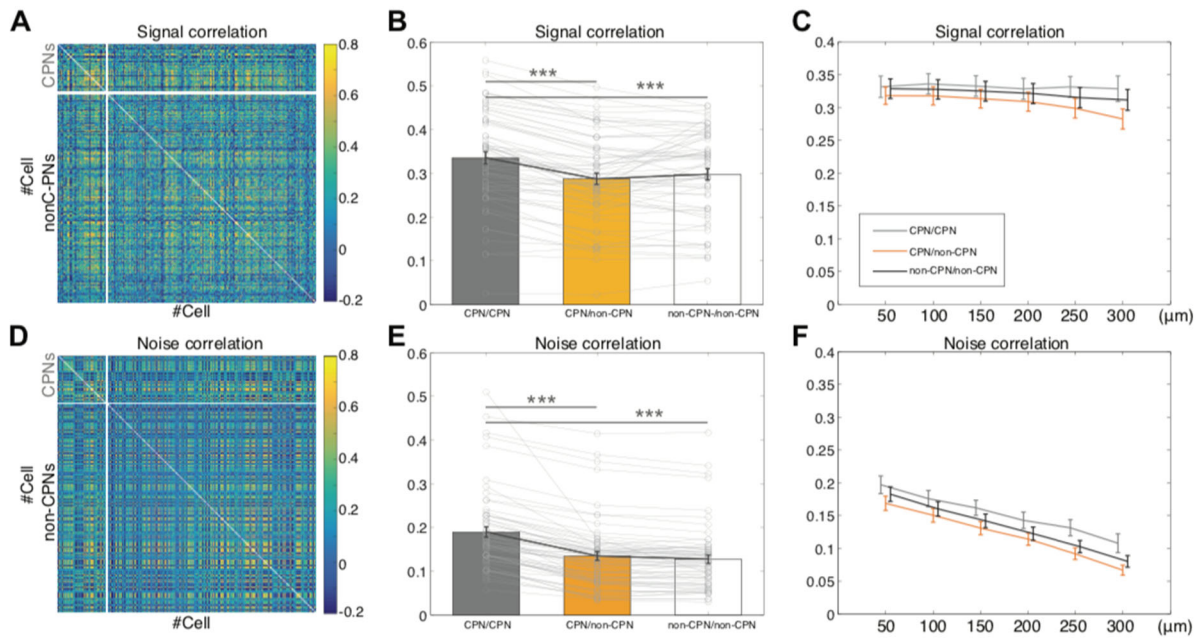 A
Signal correlation
CPNs
#Cell
nonC-PNs
#Cell
0.8
0.6
0.4
0.2
0
-0.2
B
Signal correlation
0.6
0.5
0.4
0.3
0.2
0.1
0
***
***
CPN/CPN
CPN/non-CPN
non-CPN-/non-CPN
C
Signal correlation
0.4
0.35
0.3
0.25
0.2
0.15
0.1
0.05
0
CPN/CPN
CPN/non-CPN
non-CPN/non-CPN
50 100 150 200 250 300 (μm)
D
Noise correlation
CPNs
#Cell
non-CPNs
#Cell
0.8
0.6
0.4
0.2
0
-0.2
E
Noise correlation
0.6
0.5
0.4
0.3
0.2
0.1
0
***
***
CPN/CPN
CPN/non-CPN
non-CPN/non-CPN
F
Noise correlation
0.4
0.35
0.3
0.25
0.2
0.15
0.1
0.05
0
50 100 150 200 250 300 (μm)